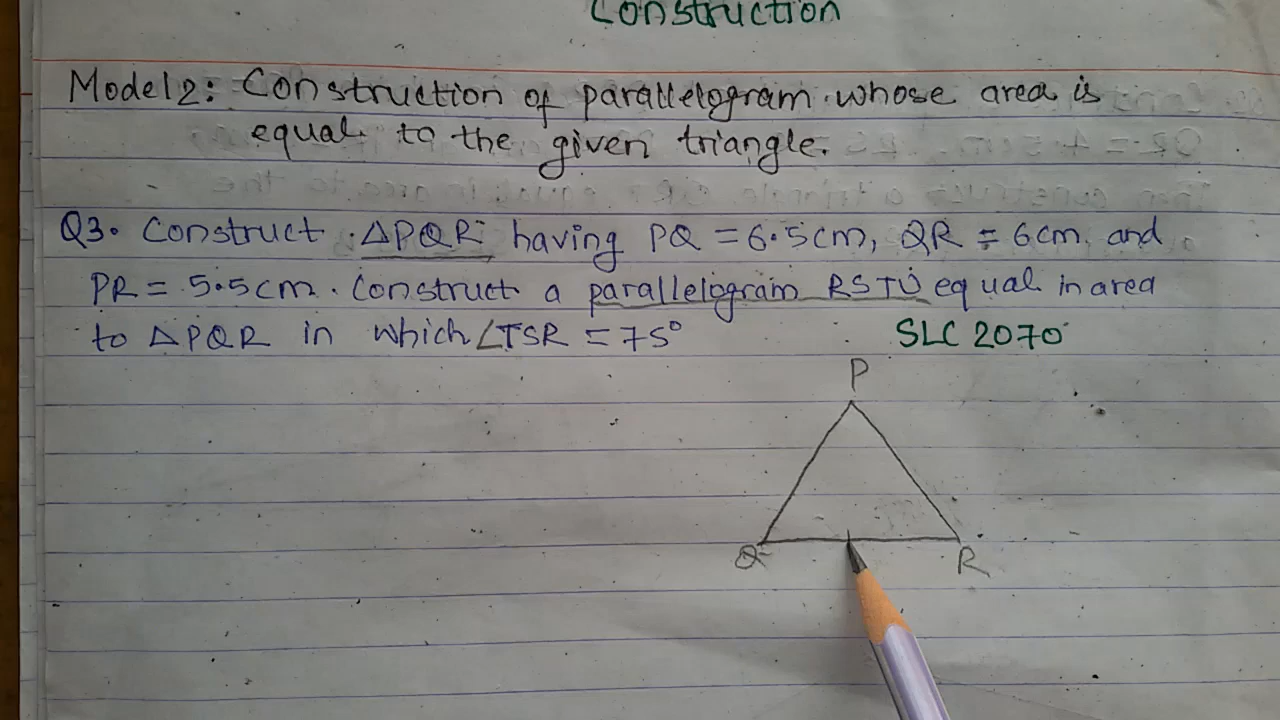 Construction
Model 2: Construction of parallelogram whose area is
equal to the given triangle.
Q3. Construct ΔPQR having PQ = 6.5cm, QR = 6cm and
PR = 5.5cm. Construct a parallelogram RSTU equal in area
to ΔPQR in which ∠TSR = 75°
SLC 2070
P
Q
R